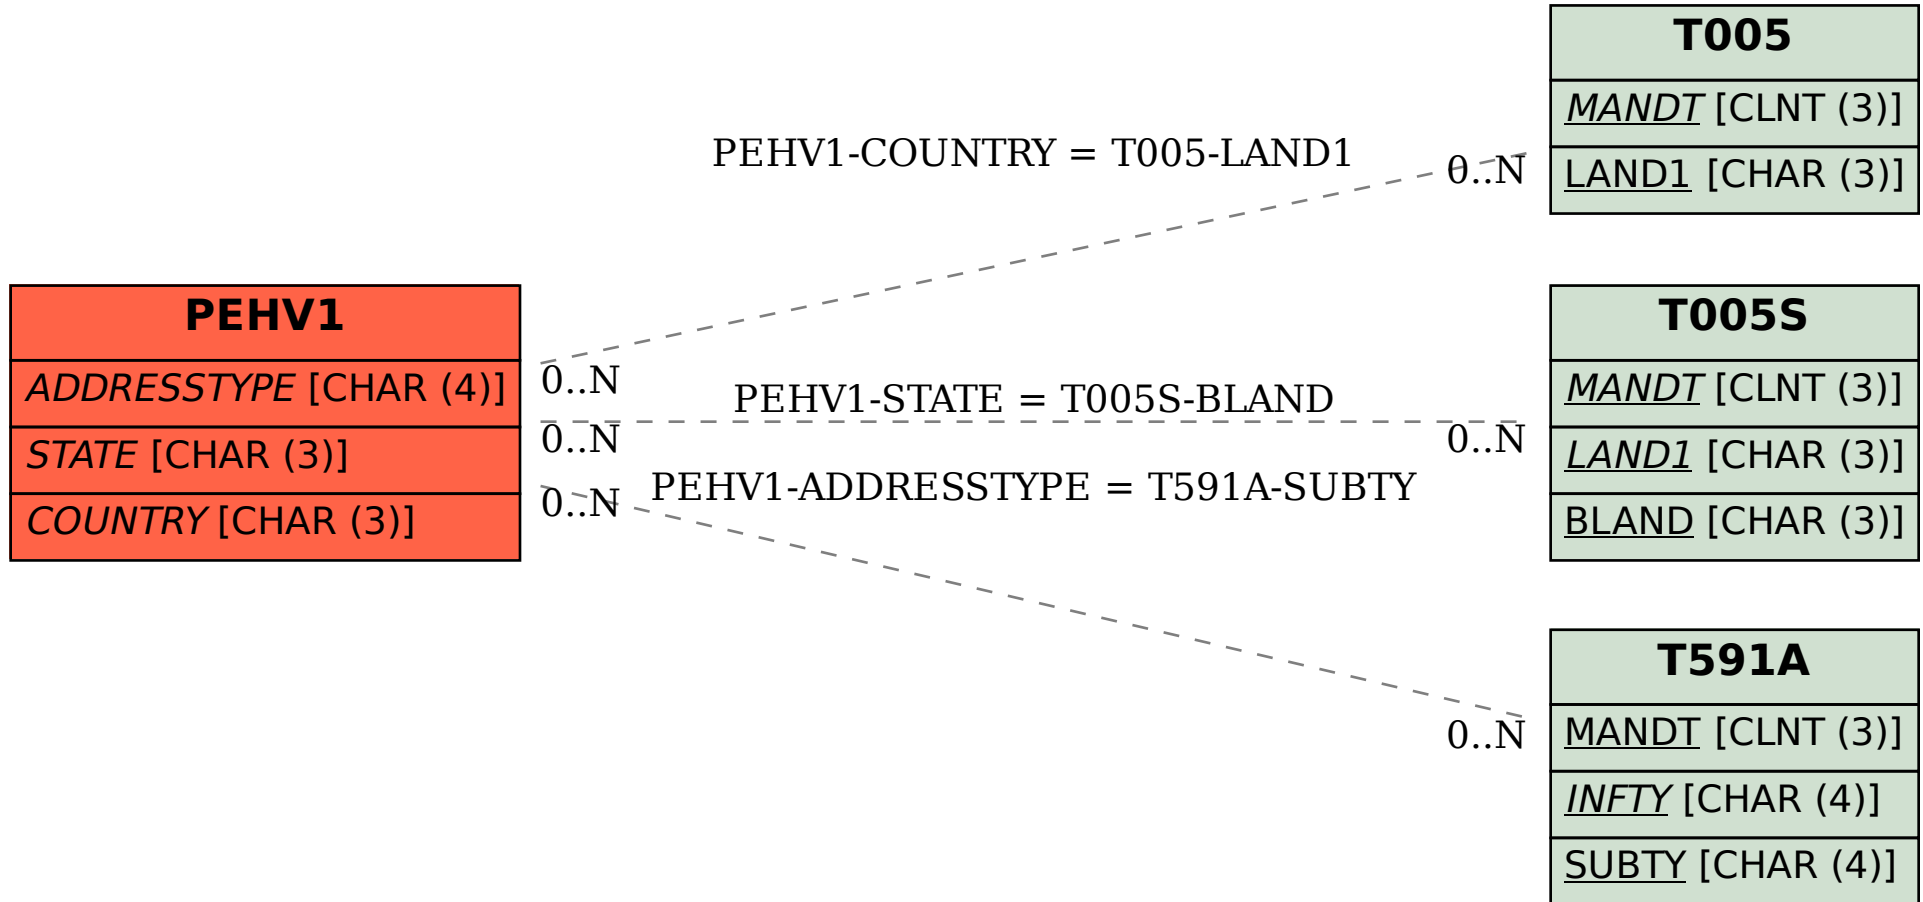 T005
MANDT [CLNT (3)]
LAND1 [CHAR (3)]
PEHV1-COUNTRY = T005-LAND1
0..N
PEHV1
ADDRESSTYPE [CHAR (4)]
STATE [CHAR (3)]
COUNTRY [CHAR (3)]
0..N
0..N
0..N
PEHV1-STATE = T005S-BLAND
0..N
PEHV1-ADDRESSTYPE = T591A-SUBTY
0..N
T005S
MANDT [CLNT (3)]
LAND1 [CHAR (3)]
BLAND [CHAR (3)]
T591A
MANDT [CLNT (3)]
INFTY [CHAR (4)]
SUBTY [CHAR (4)]